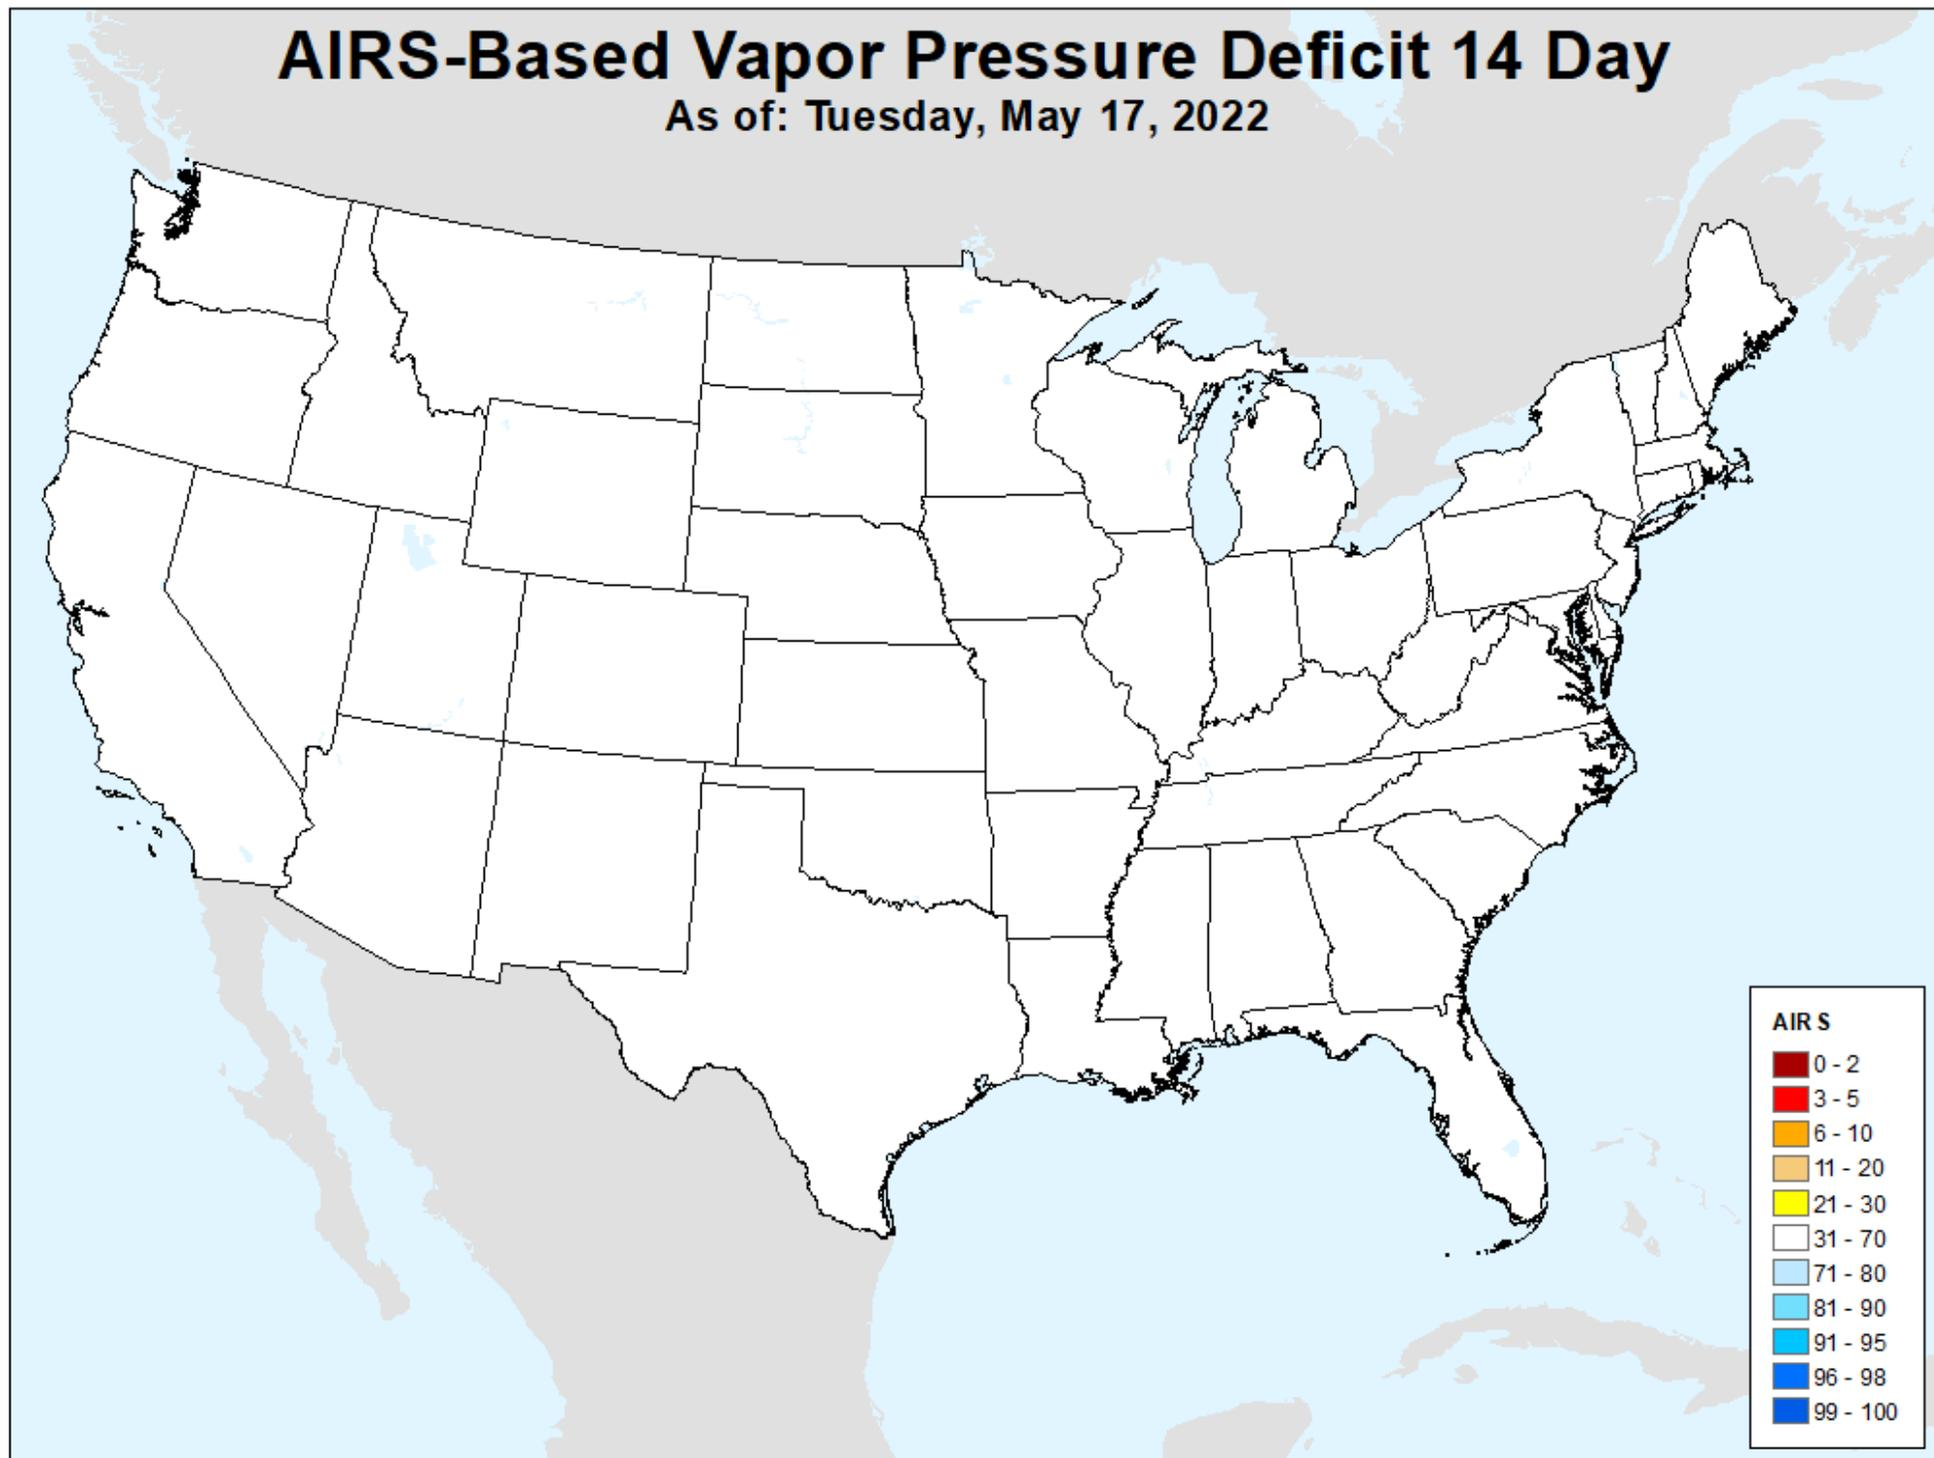 AIRS-Based Vapor Pressure Deficit 14 Day
As of: Tuesday, May 17, 2022
AIRS
0 - 2
3 - 5
6 - 10
11 - 20
21 - 30
31 - 70
71 - 80
81 - 90
91 - 95
96 - 98
99 - 100